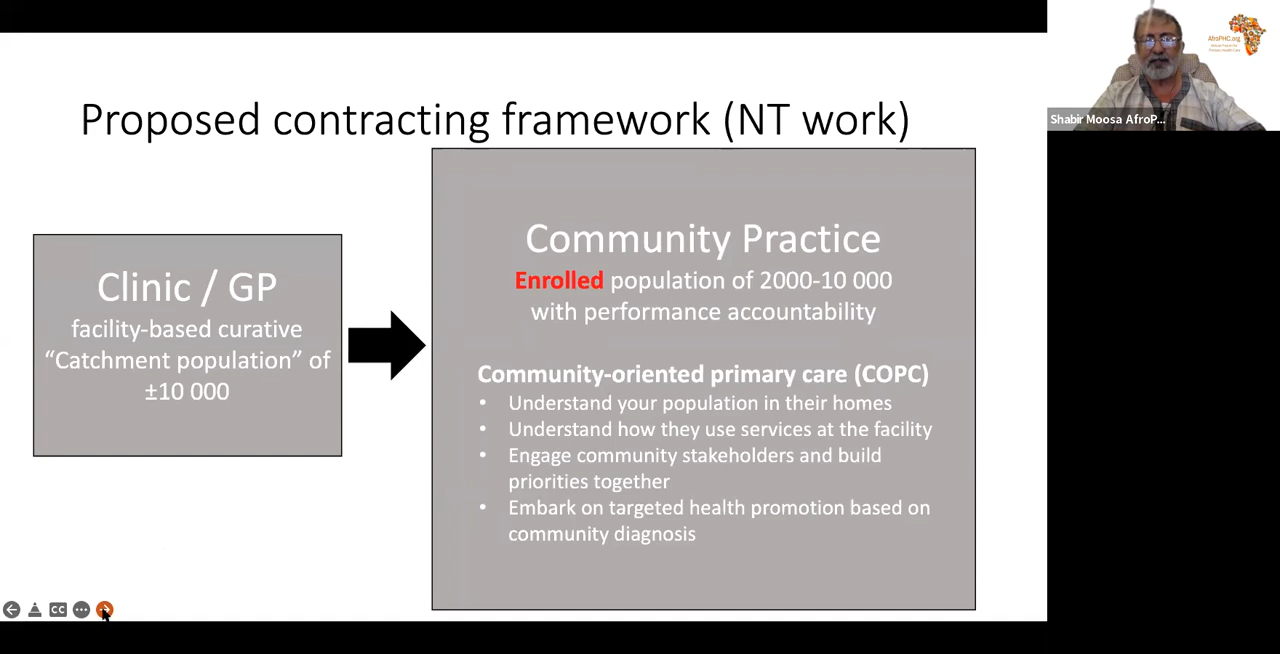 Proposed contracting framework (NT work)
Clinic / GP
facility-based curative
“Catchment population” of
±10 000
Community Practice
Enrolled population of 2000-10 000
with performance accountability
Community-oriented primary care (COPC)
• Understand your population in their homes
• Understand how they use services at the facility
• Engage community stakeholders and build
priorities together
• Embark on targeted health promotion based on
community diagnosis
AfroPHC.org
Shabir Moosa AfroP...
CC